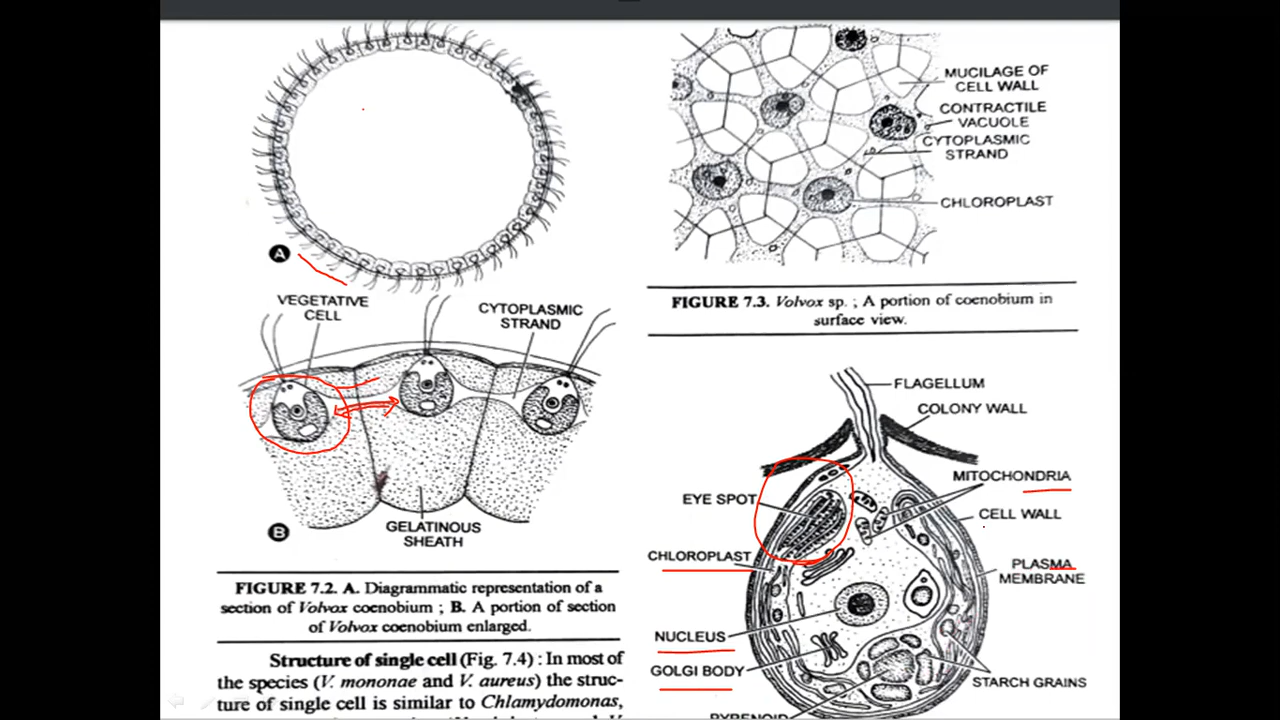 A
VEGETATIVE
CELL
CYTOPLASMIC
STRAND
GELATINOUS
SHEATH
B
FIGURE 7.2. A. Diagrammatic representation of a
section of Volvox coenobium ; B. A portion of section
of Volvox coenobium enlarged.
Structure of single cell (Fig. 7.4) : In most of
the species (V. mononae and V. aureus) the struc-
ture of single cell is similar to Chlamydomonas,
MUCILAGE OF
CELL WALL
CONTRACTILE
VACUOLE
CYTOPLASMIC
STRAND
CHLOROPLAST
FIGURE 7.3. Volvox sp. ; A portion of coenobium in
surface view.
FLAGELLUM
COLONY WALL
MITOCHONDRIA
EYE SPOT
CELL WALL
CHLOROPLAST
PLASMA
MEMBRANE
NUCLEUS
GOLGI BODY
STARCH GRAINS
PYRENOID